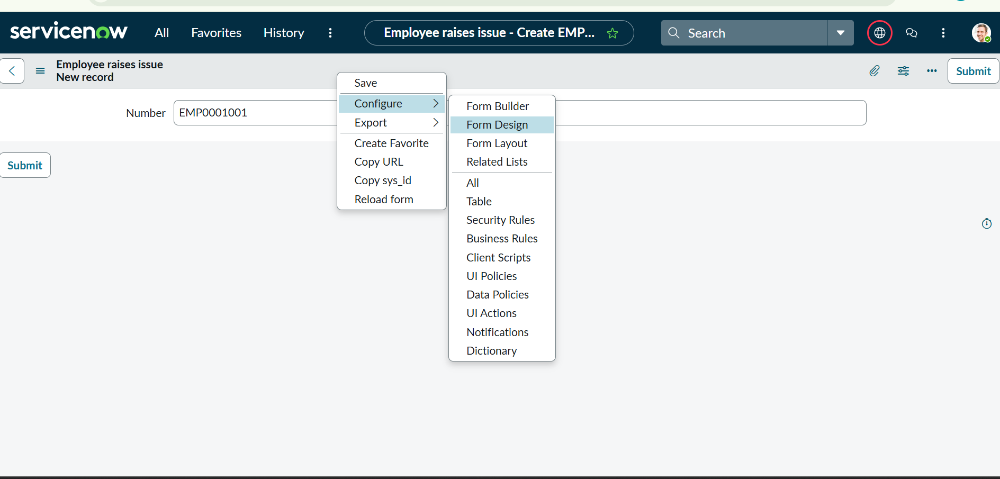 servicenow
All
Favorites
History
Employee raises issue - Create EMP...
Search
Employee raises issue
New record
Submit
Number
EMP0001001
Submit
Save
Configure
Export
Create Favorite
Copy URL
Copy sys_id
Reload form
Form Builder
Form Design
Form Layout
Related Lists
All
Table
Security Rules
Business Rules
Client Scripts
UI Policies
Data Policies
UI Actions
Notifications
Dictionary